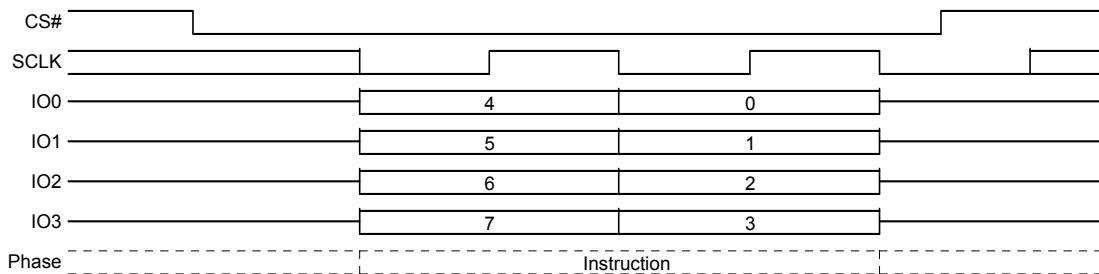 CS#
SCLK
IO0 4 0
IO1 5 1
IO2 6 2
IO3 7 3
Phase Instruction